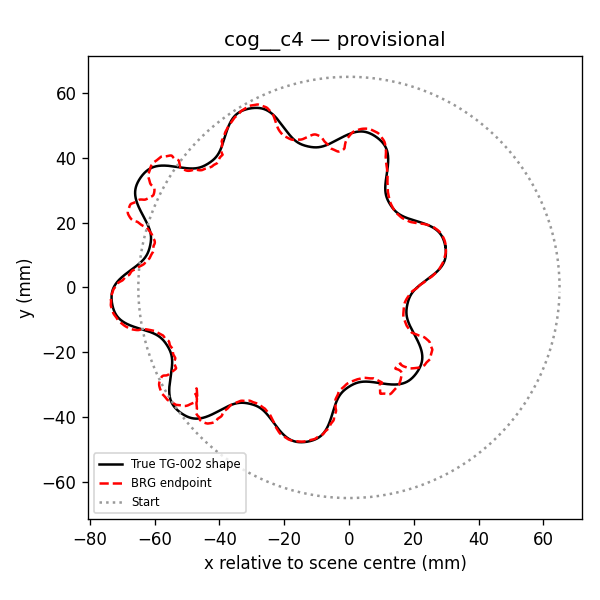 cog__c4 — provisional
y (mm)
60
40
20
0
−20
−40
−60
True TG-002 shape
BRG endpoint
Start
−80 −60 −40 −20 0 20 40 60
x relative to scene centre (mm)